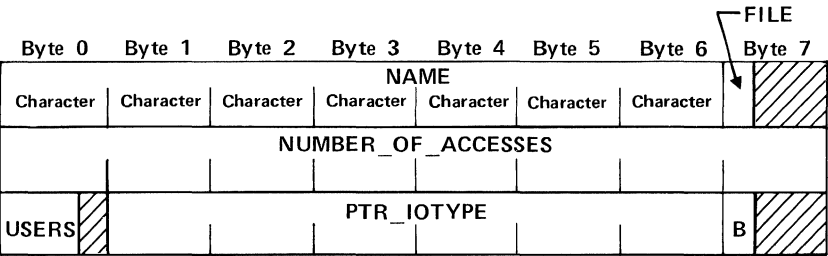 FILE
Byte 0 Byte 1 Byte 2 Byte 3 Byte 4 Byte 5 Byte 6 Byte 7
NAME
Character Character Character Character Character Character Character
NUMBER_OF_ACCESSES
PTR_IOTYPE
USERS B